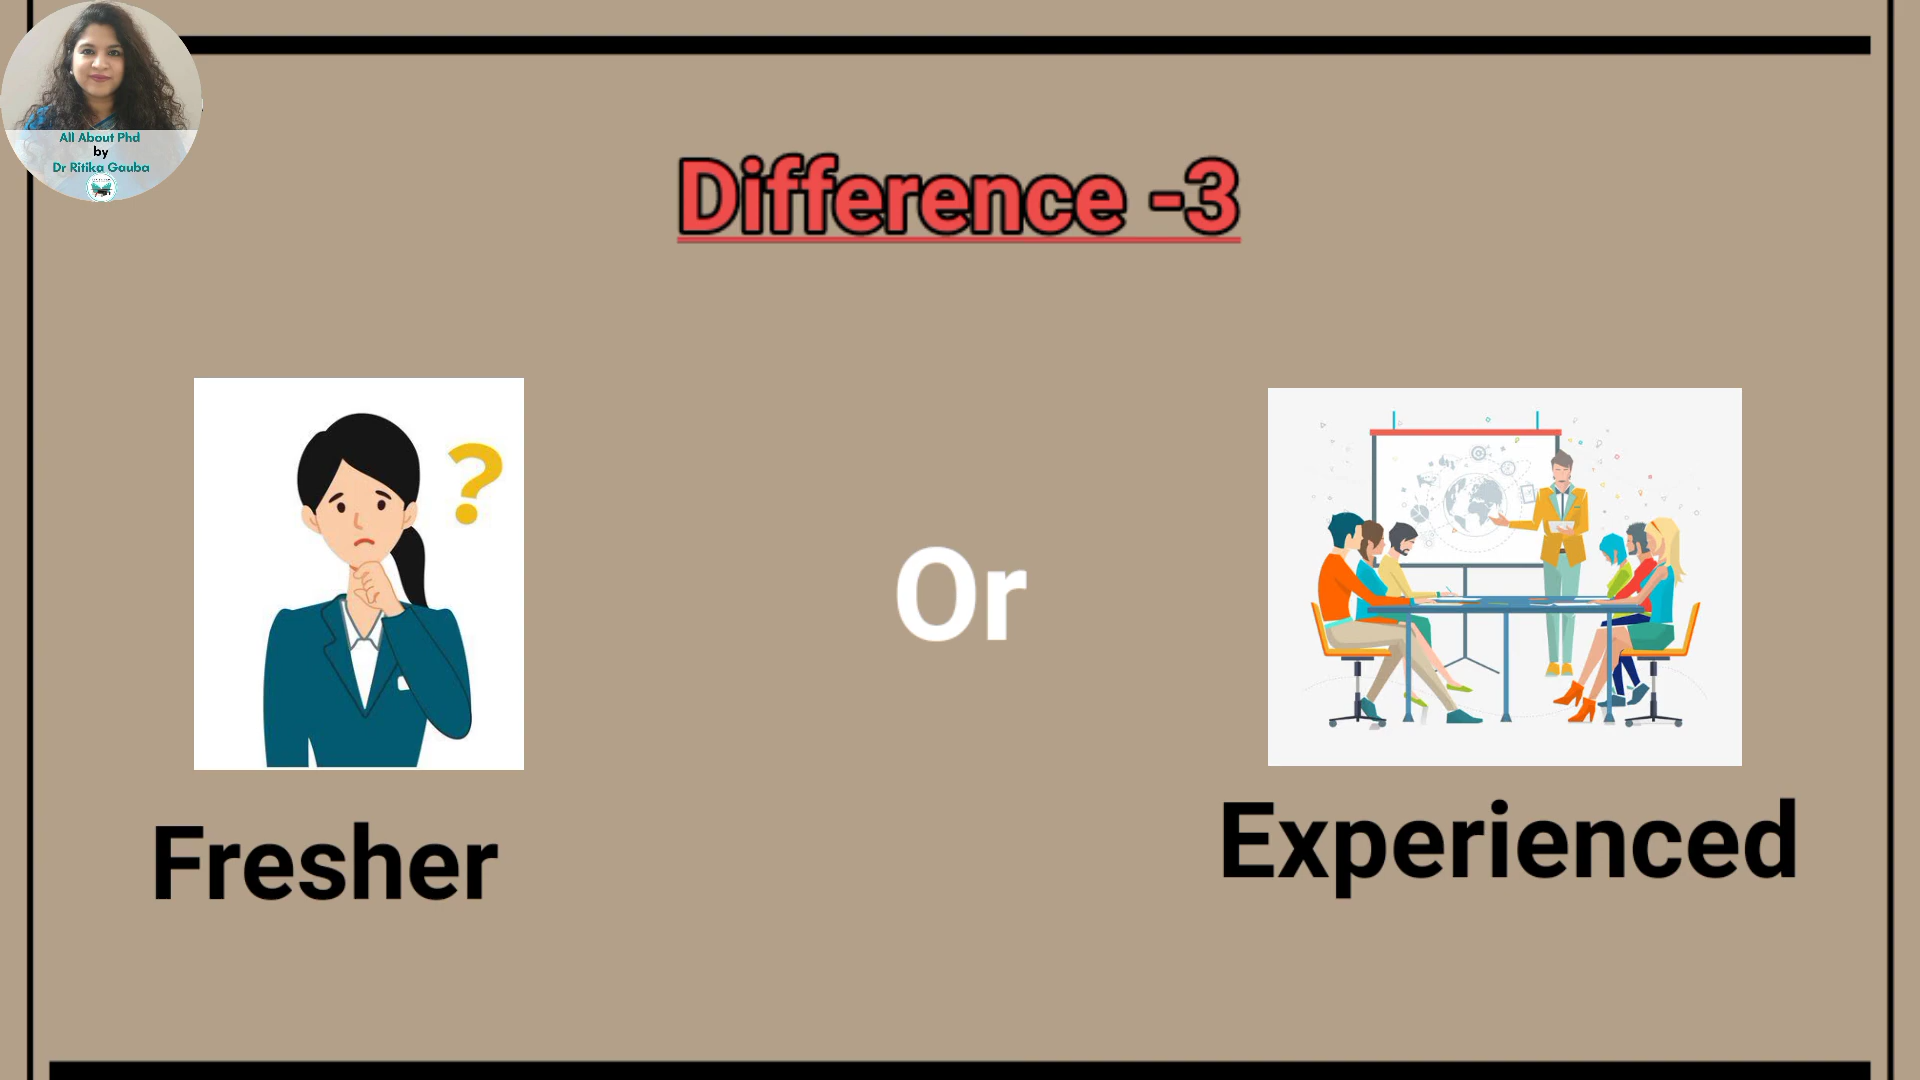 All About Phd
by
Dr Ritika Gauba
Difference -3
?
Or
Fresher
Experienced